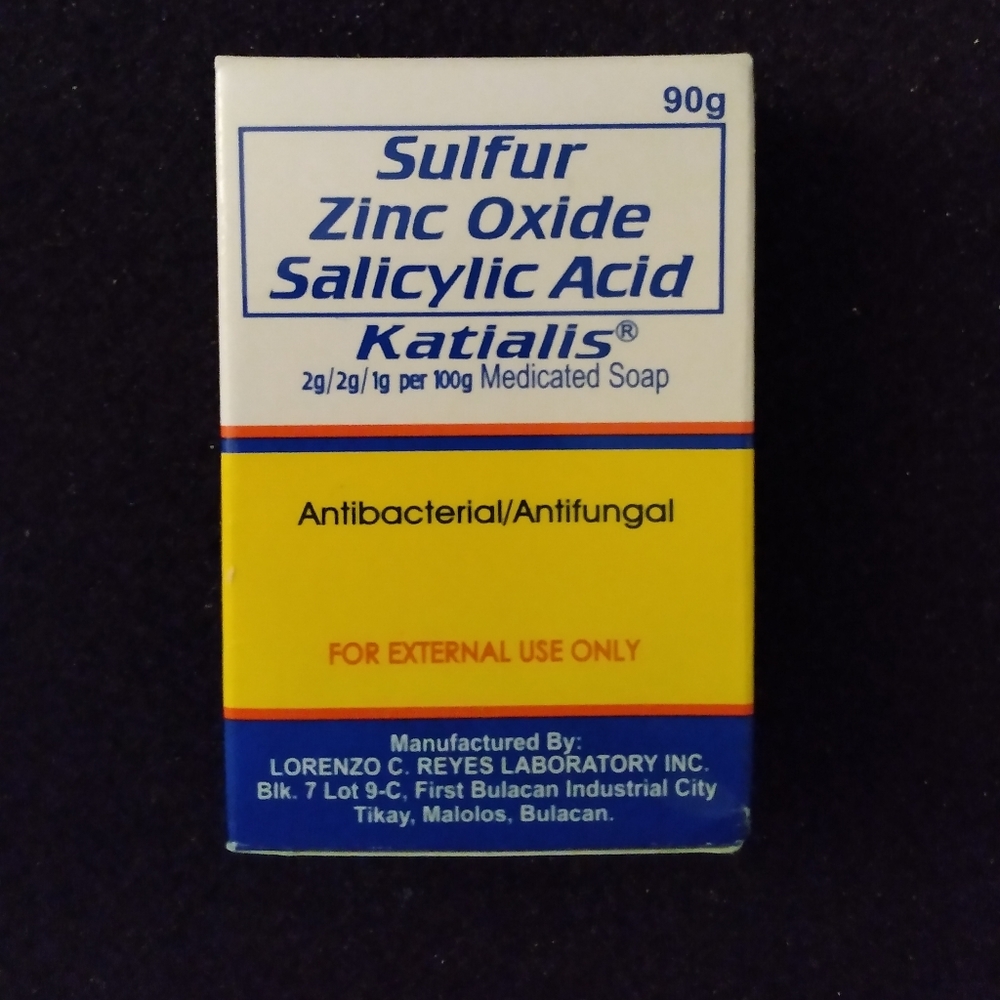 90g
Sulfur
Zinc Oxide
Salicylic Acid
Katialis®
2g/2g/1g per 100g Medicated Soap
Antibacterial/Antifungal
FOR EXTERNAL USE ONLY
Manufactured By:
LORENZO C. REYES LABORATORY INC.
Blk. 7 Lot 9-C, First Bulacan Industrial City
Tikay, Malolos, Bulacan.